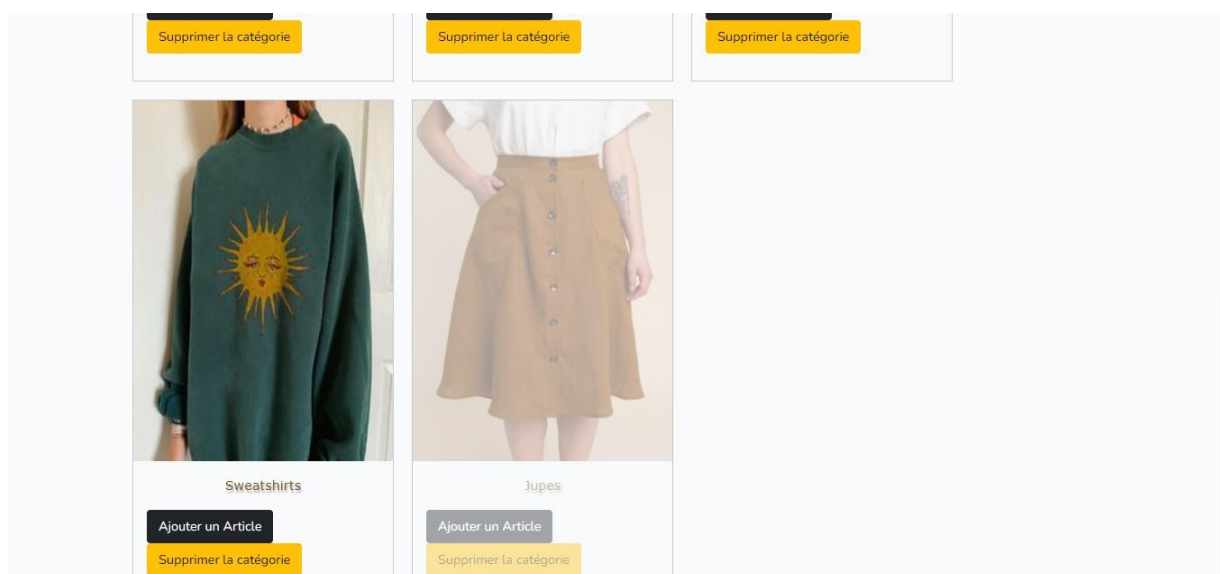 Supprimer la catégorie
Supprimer la catégorie
Supprimer la catégorie
Sweatshirts
Jupes
Ajouter un Article
Ajouter un Article
Supprimer la catégorie
Supprimer la catégorie